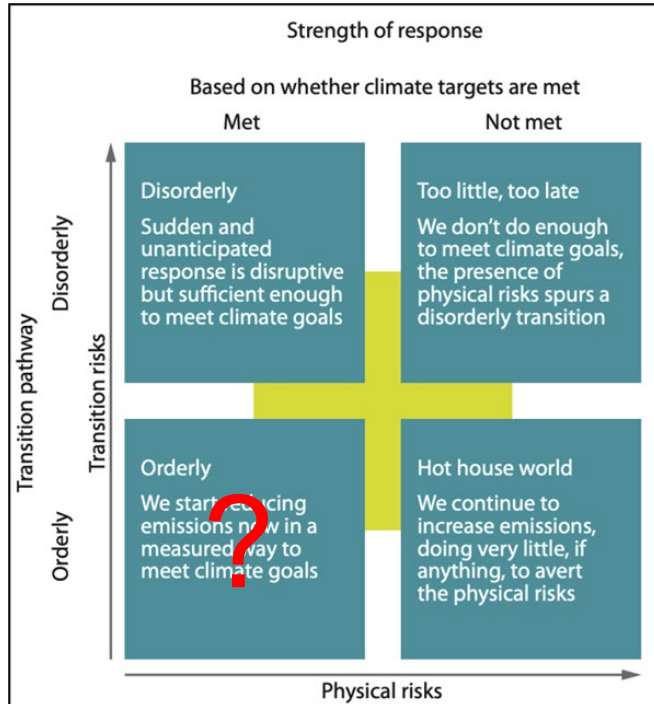 Strength of response
Based on whether climate targets are met
Met
Not met
Transition pathway
Disorderly
Orderly
Transition risks
Disorderly
Sudden and
unanticipated
response is disruptive
but sufficient enough
to meet climate goals
Too little, too late
We don't do enough
to meet climate goals,
the presence of
physical risks spurs a
disorderly transition
Orderly
We start reducing
emissions now in a
measured way to
meet climate goals
?
Hot house world
We continue to
increase emissions,
doing very little, if
anything, to avert
the physical risks
Physical risks